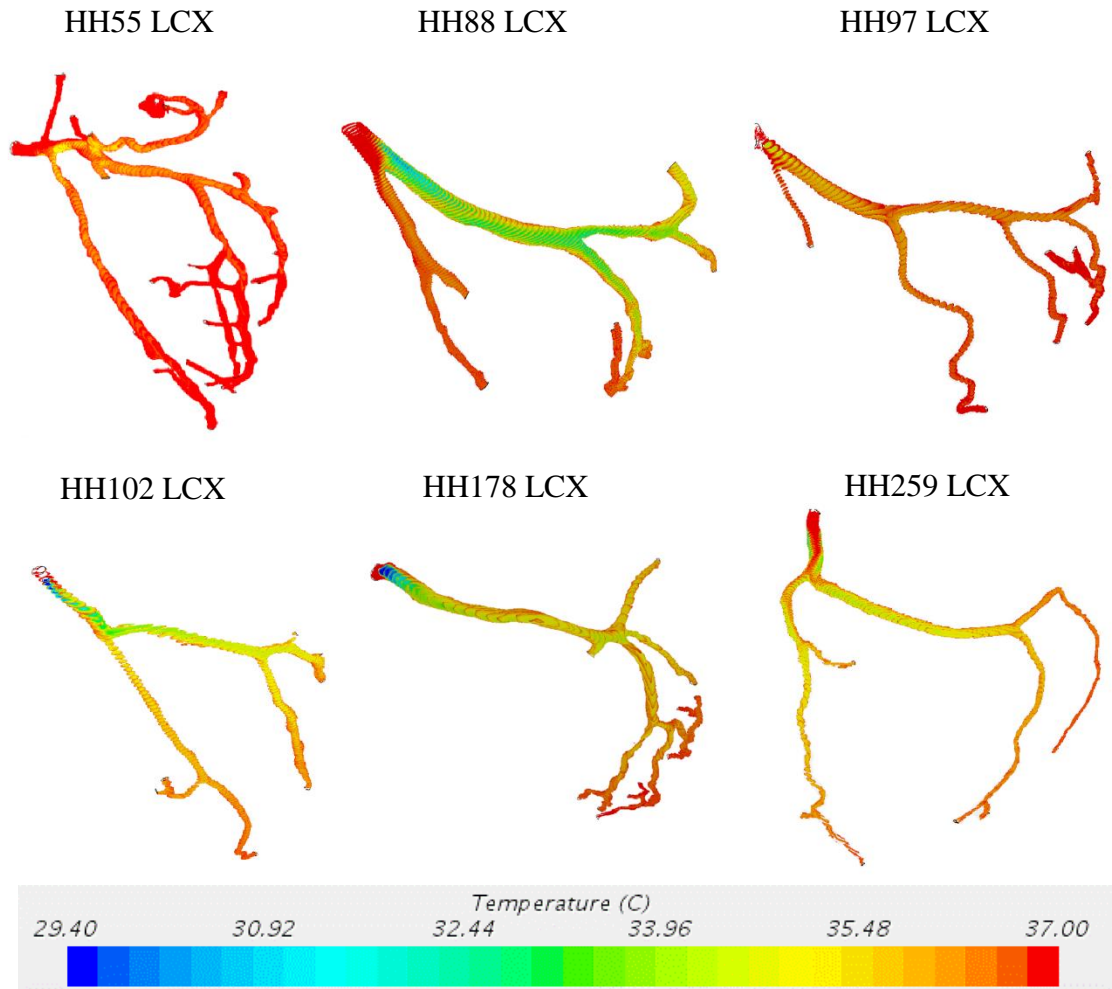 HH55 LCX HH88 LCX HH97 LCX
HH102 LCX HH178 LCX HH259 LCX
Temperature (C)
29.40 30.92 32.44 33.96 35.48 37.00